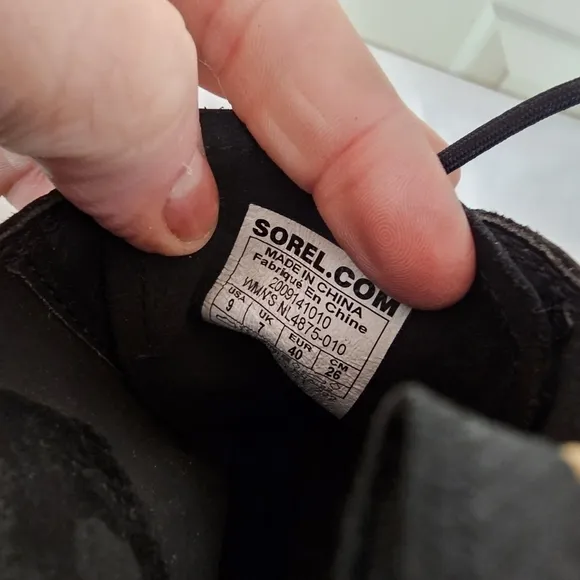 SOREL.COM
MADE IN CHINA
Fabriqué En Chine
2009141010
WMN'S NL4875-010
USA UK EUR CM
9 7 40 26